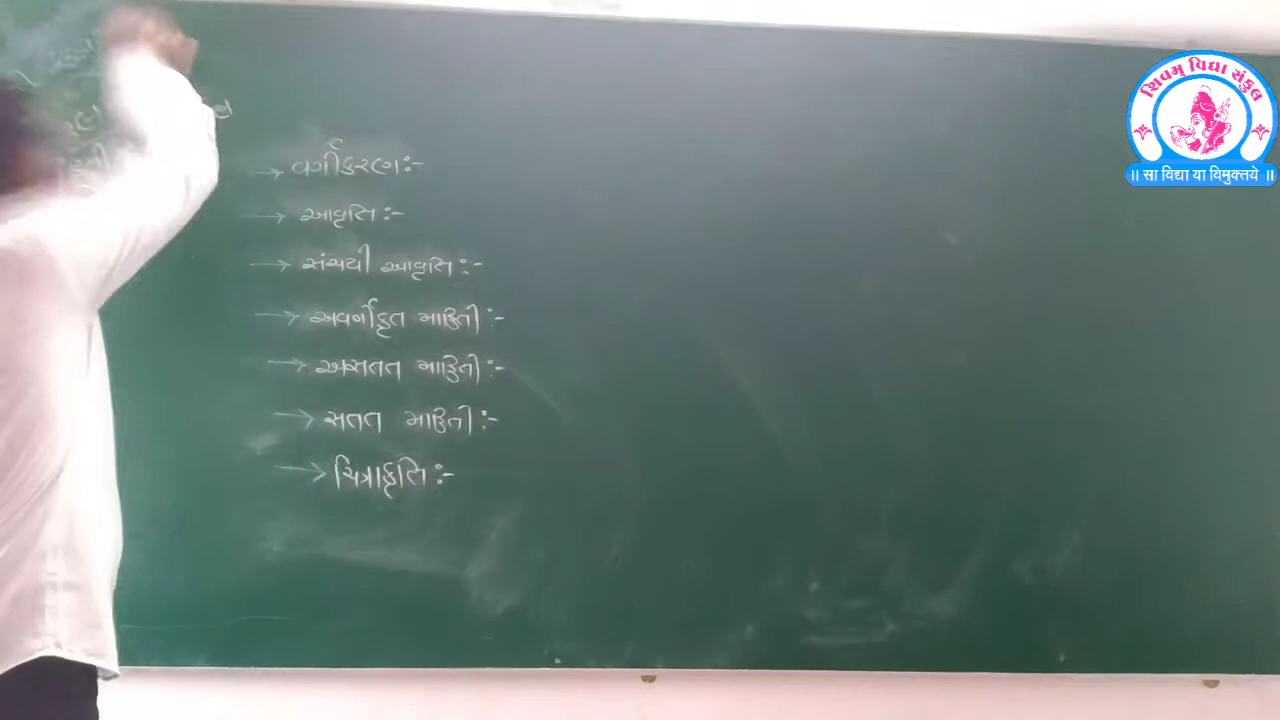 → વર્ગીકરણ:-
→ આવૃતિ:-
→ સંચયી આવૃતિ:-
→ અવર્ગીકૃત માહિતી:-
→ અસતત માહિતી:-
→ સતત માહિતી:-
→ ચિત્રાકૃતિ:-
શિવમ્ વિદ્યા સંકુલ
॥ सा विद्या या विमुक्तये ॥